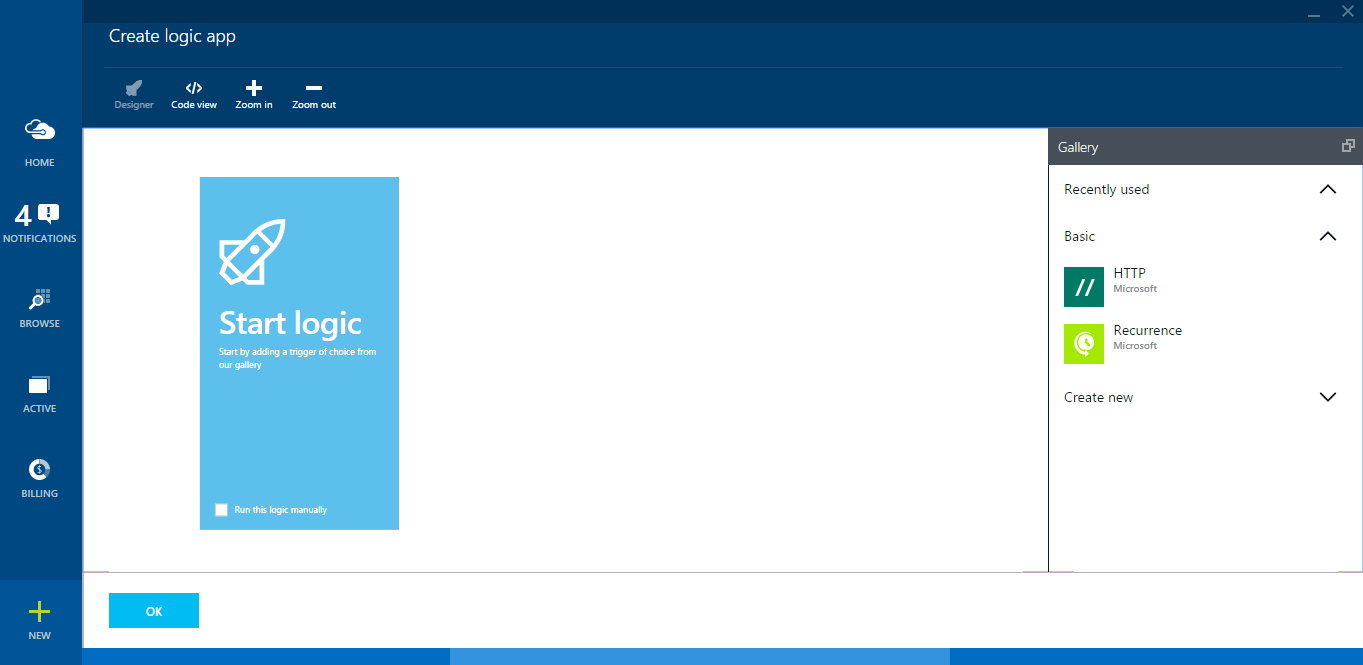 Create logic app
Designer
Code view
Zoom in
Zoom out
HOME
4
NOTIFICATIONS
BROWSE
ACTIVE
BILLING
NEW
Start logic
Start by adding a trigger of choice from
our gallery
Run this logic manually
OK
Gallery
Recently used
Basic
HTTP
Microsoft
Recurrence
Microsoft
Create new